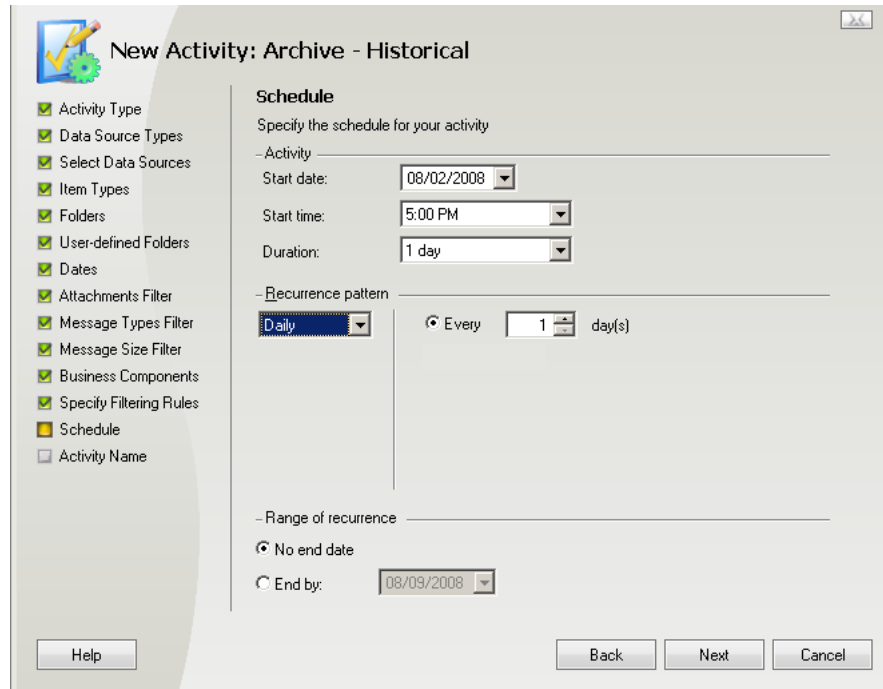 New Activity: Archive - Historical
Activity Type
Data Source Types
Select Data Sources
Item Types
Folders
User-defined Folders
Dates
Attachments Filter
Message Types Filter
Message Size Filter
Business Components
Specify Filtering Rules
Schedule
Activity Name
Schedule
Specify the schedule for your activity
Activity
Start date: 08/02/2008
Start time: 5:00 PM
Duration: 1 day
Recurrence pattern
Daily Every 1 day(s)
Range of recurrence
No end date
End by: 08/09/2008
Help Back Next Cancel